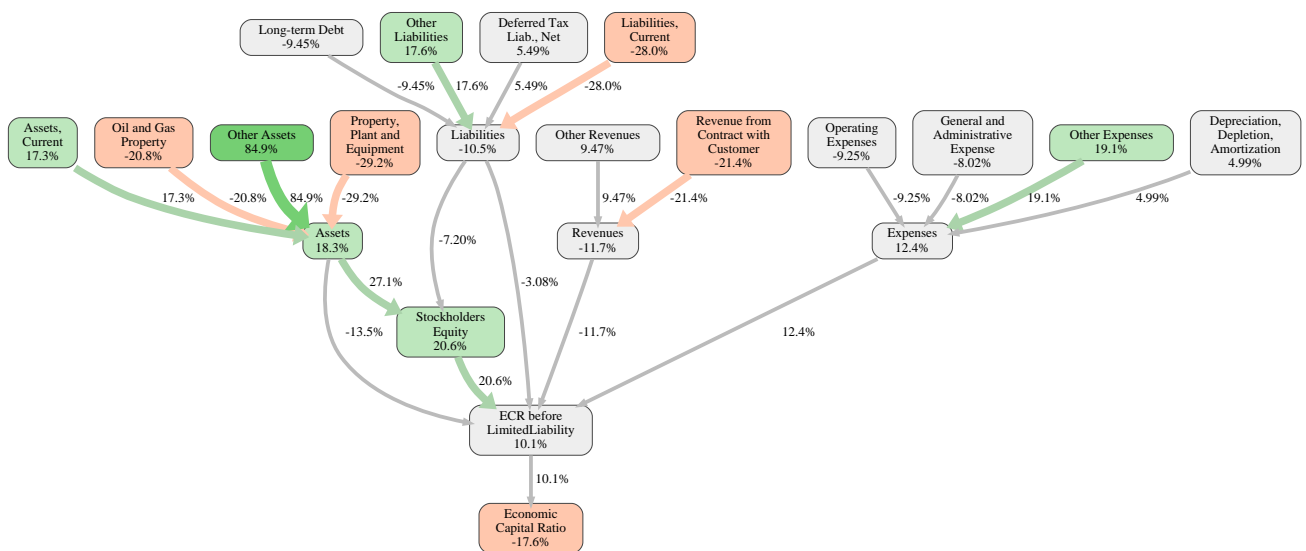 Long-term Debt
-9.45%
Other
Liabilities
17.6%
Deferred Tax
Liab., Net
5.49%
Liabilities,
Current
-28.0%
-9.45%
17.6%
5.49%
-28.0%
Assets,
Current
17.3%
Oil and Gas
Property
-20.8%
Other Assets
84.9%
Property,
Plant and
Equipment
-29.2%
Liabilities
-10.5%
Other Revenues
9.47%
Revenue from
Contract with
Customer
-21.4%
Operating
Expenses
-9.25%
General and
Administrative
Expense
-8.02%
Other Expenses
19.1%
Depreciation,
Depletion,
Amortization
4.99%
17.3%
-20.8%
84.9%
-29.2%
9.47%
-21.4%
-9.25%
-8.02%
19.1%
4.99%
Assets
18.3%
-7.20%
Revenues
-11.7%
Expenses
12.4%
27.1%
-3.08%
Stockholders
Equity
20.6%
-13.5%
-11.7%
12.4%
20.6%
ECR before
LimitedLiability
10.1%
10.1%
Economic
Capital Ratio
-17.6%